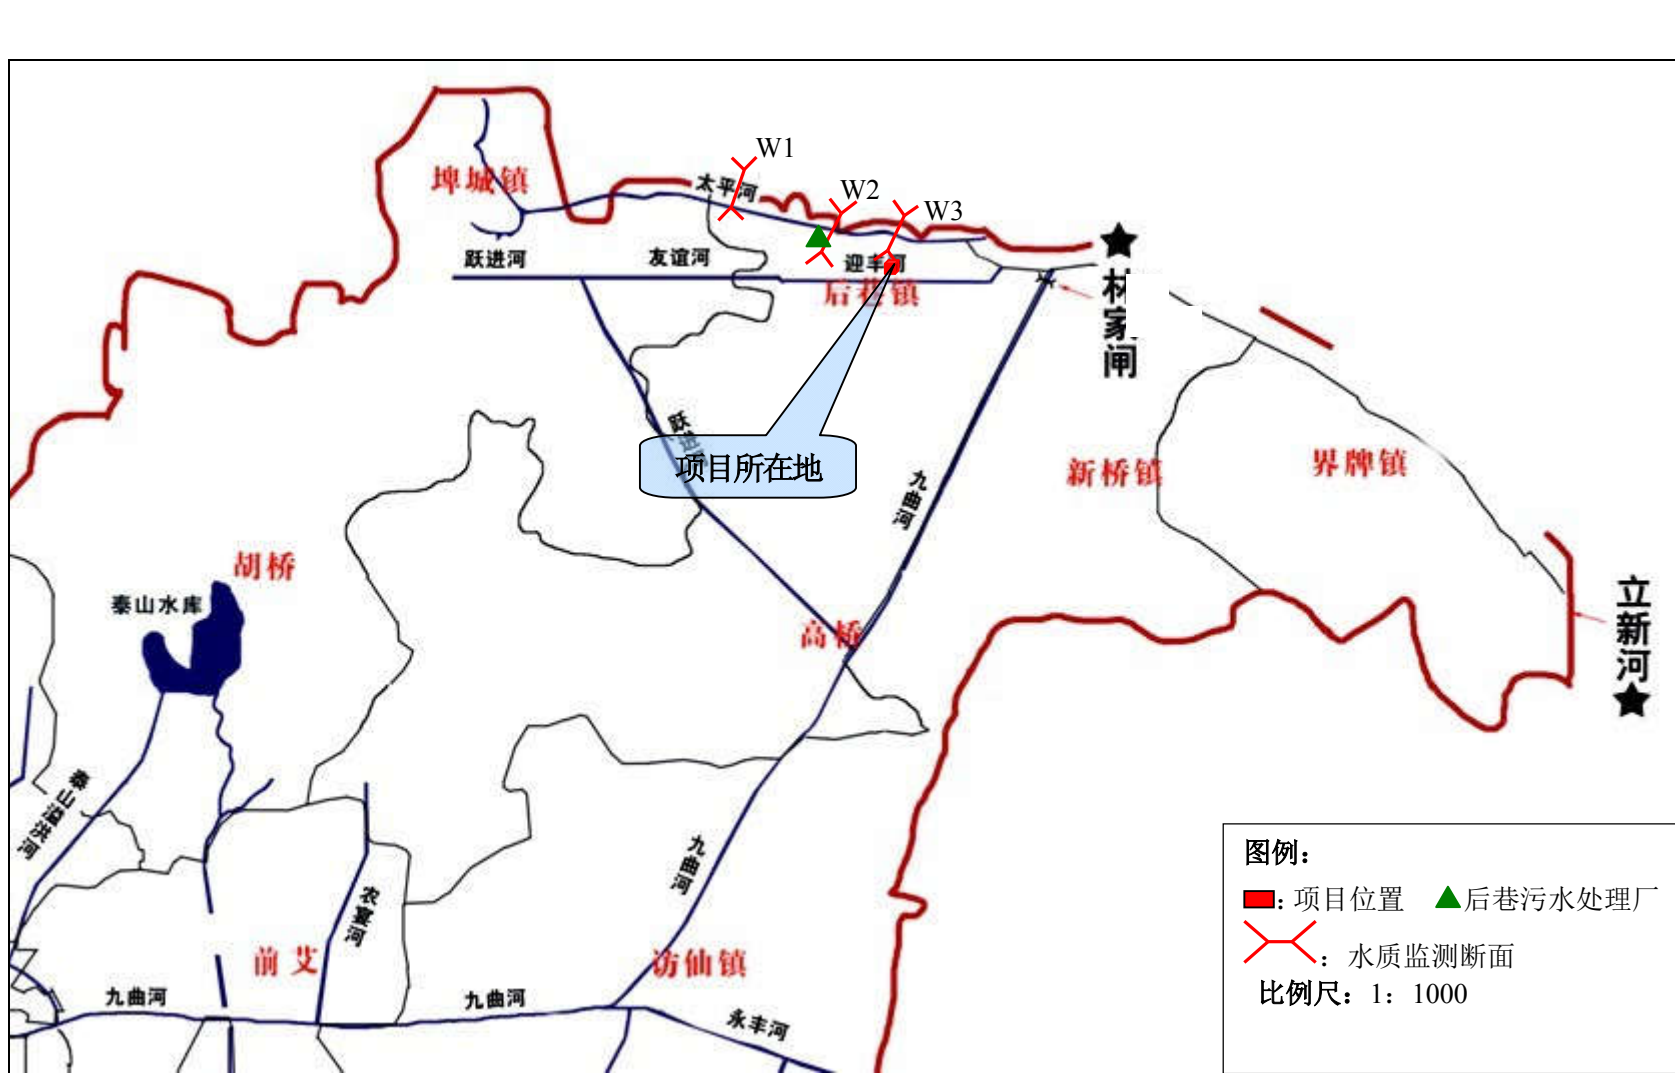 W1
埤城镇
太平河
W2
W3
跃进河
友谊河
迎丰河
后巷镇
林家闸
跃进河
项目所在地
九曲河
新桥镇
界牌镇
胡桥
泰山水库
高桥
立新河
泰山溢洪河
九曲河
农窦河
前艾
访仙镇
九曲河
九曲河
永丰河
图例：
：项目位置 后巷污水处理厂
：水质监测断面
比例尺：1：1000